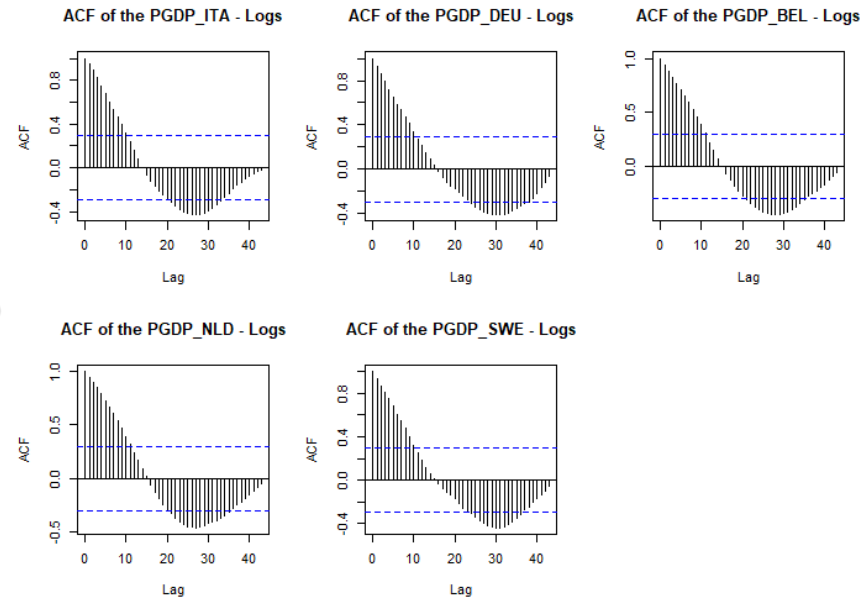 ACF of the PGDP_ITA - Logs
ACF
0.8
0.4
0.0
-0.4
0 10 20 30 40
Lag
ACF of the PGDP_DEU - Logs
ACF
0.8
0.4
0.0
-0.4
0 10 20 30 40
Lag
ACF of the PGDP_BEL - Logs
ACF
1.0
0.5
0.0
0 10 20 30 40
Lag
ACF of the PGDP_NLD - Logs
ACF
1.0
0.5
0.0
-0.5
0 10 20 30 40
Lag
ACF of the PGDP_SWE - Logs
ACF
0.8
0.4
0.0
-0.4
0 10 20 30 40
Lag